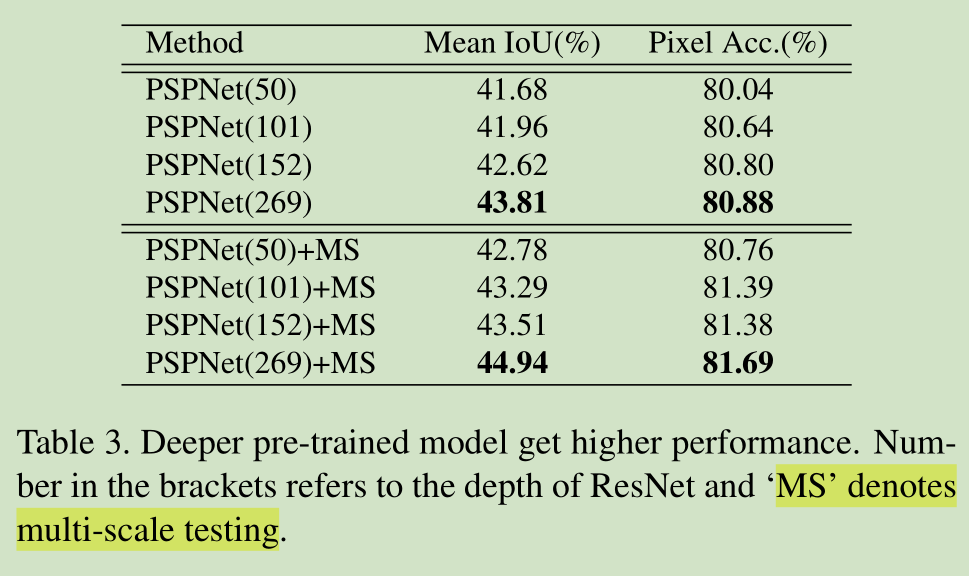 Method Mean IoU(%) Pixel Acc.(%)
PSPNet(50) 41.68 80.04
PSPNet(101) 41.96 80.64
PSPNet(152) 42.62 80.80
PSPNet(269) 43.81 80.88
PSPNet(50)+MS 42.78 80.76
PSPNet(101)+MS 43.29 81.39
PSPNet(152)+MS 43.51 81.38
PSPNet(269)+MS 44.94 81.69
Table 3. Deeper pre-trained model get higher performance. Num-
ber in the brackets refers to the depth of ResNet and ‘MS’ denotes
multi-scale testing.